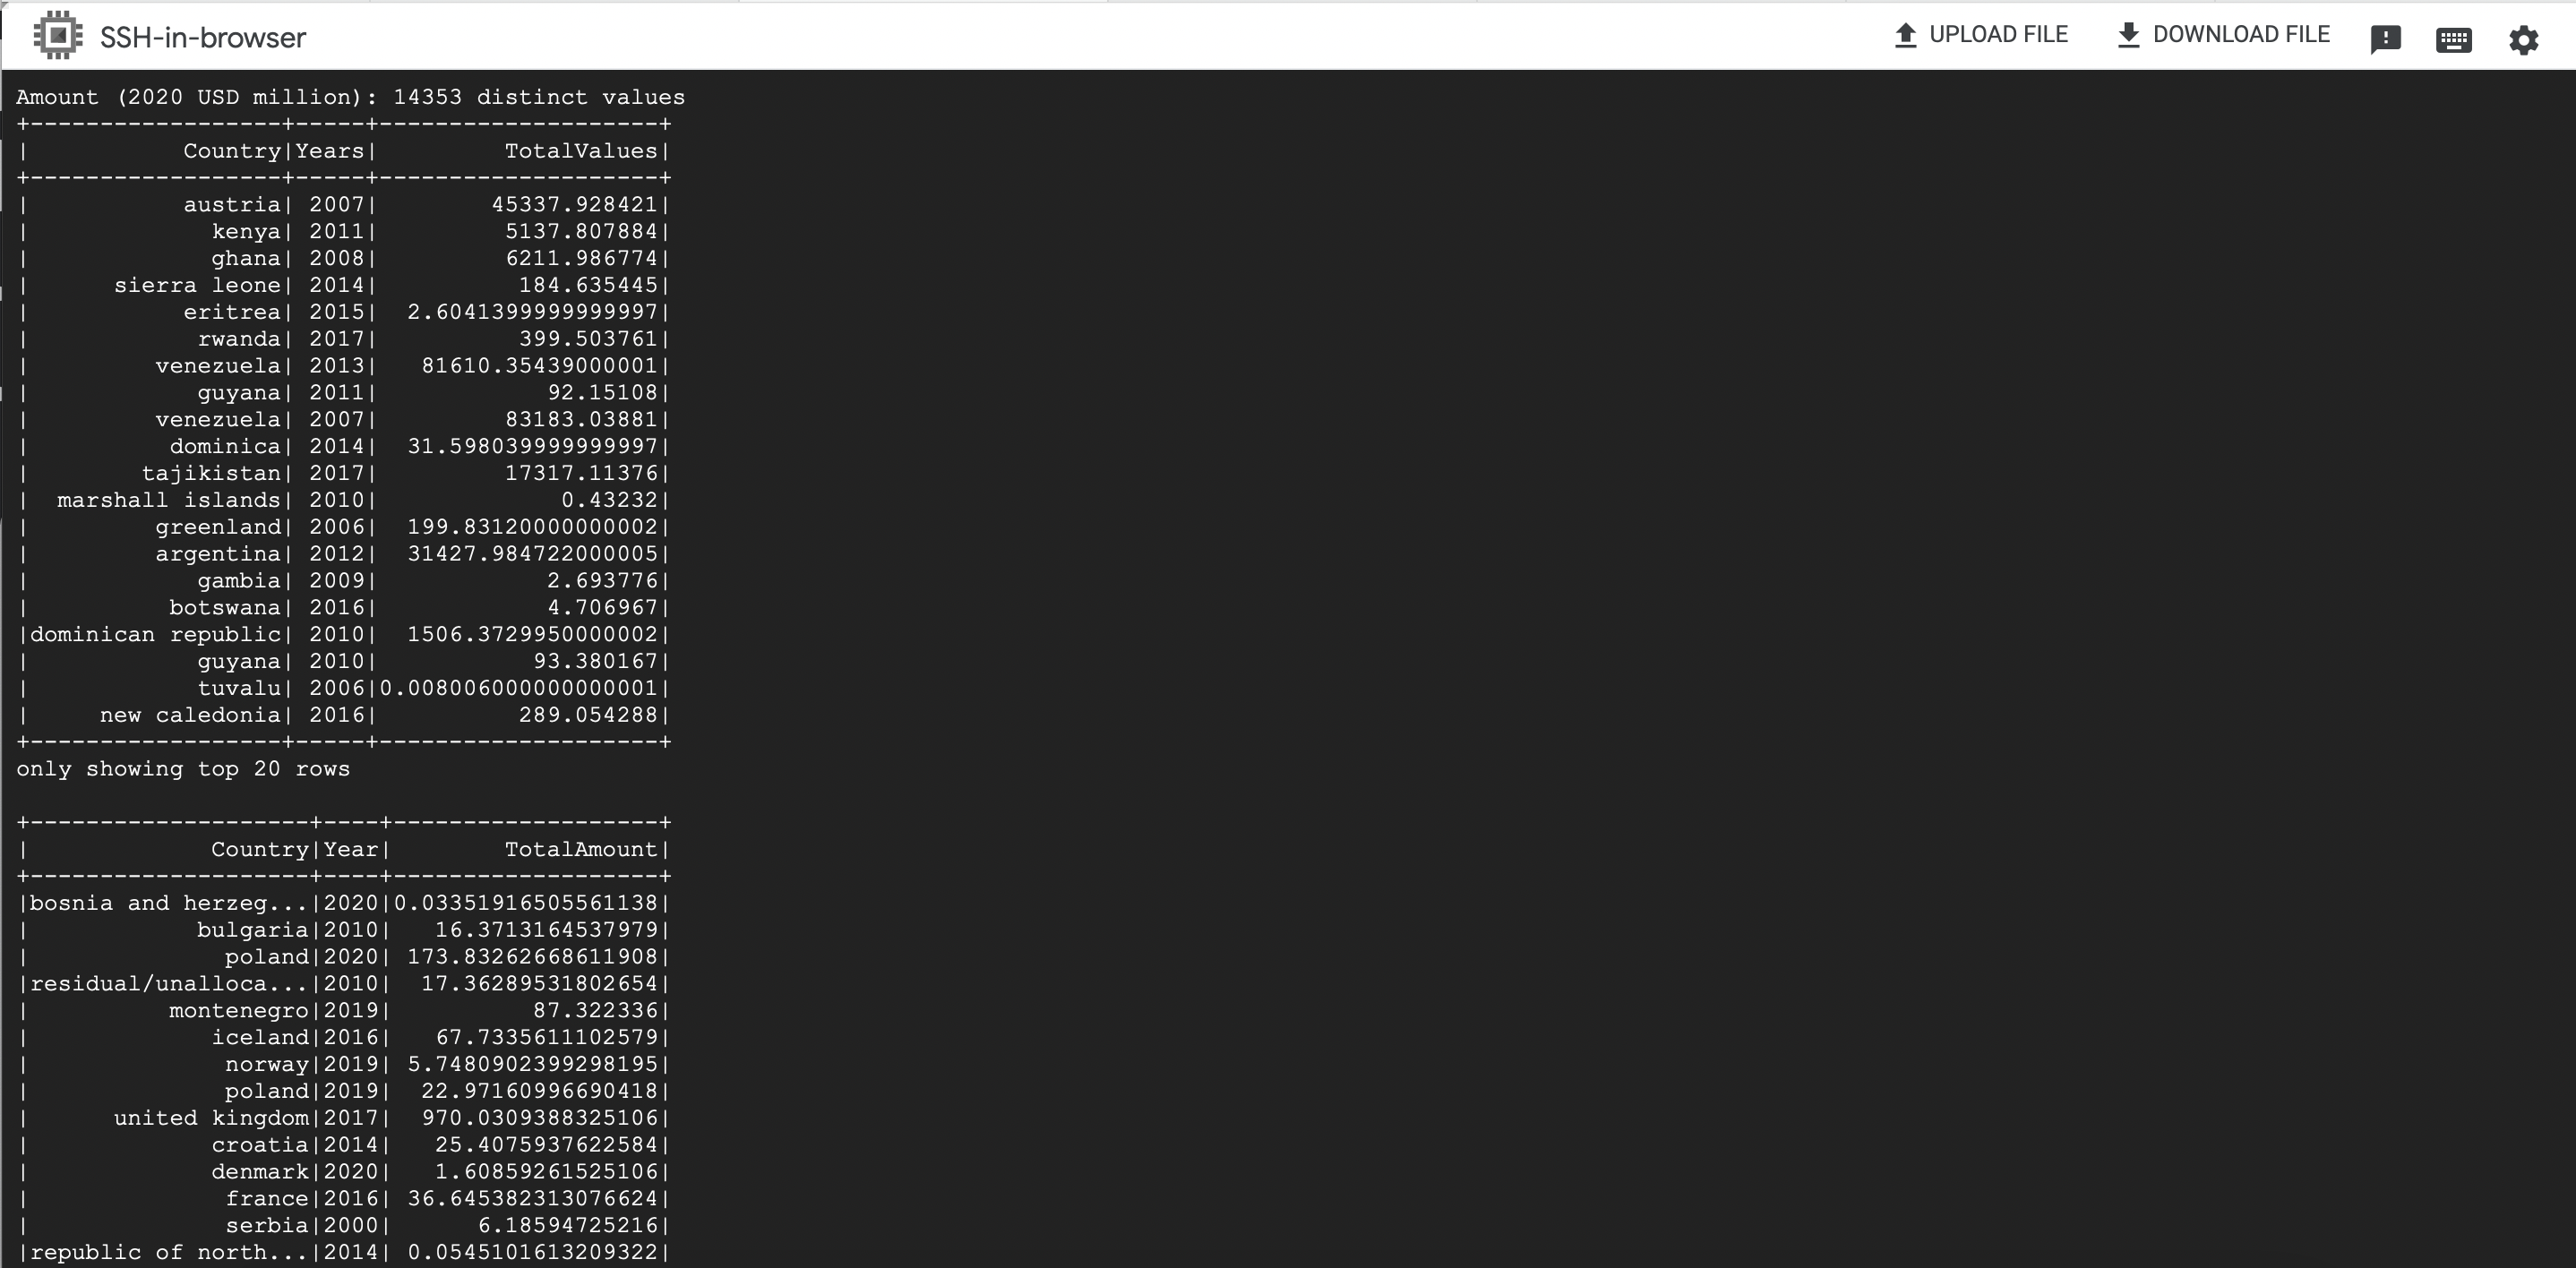 SSH-in-browser
UPLOAD FILE
DOWNLOAD FILE
Amount (2020 USD million): 14353 distinct values
+------------------+-----+--------------------+
|           Country|Years|         TotalValues|
+------------------+-----+--------------------+
|           austria| 2007|        45337.928421|
|             kenya| 2011|         5137.807884|
|             ghana| 2008|         6211.986774|
|      sierra leone| 2014|          184.635445|
|           eritrea| 2015|  2.6041399999999997|
|            rwanda| 2017|          399.503761|
|         venezuela| 2013|   81610.35439000001|
|            guyana| 2011|            92.15108|
|         venezuela| 2007|         83183.03881|
|          dominica| 2014|  31.598039999999997|
|        tajikistan| 2017|         17317.11376|
|  marshall islands| 2010|             0.43232|
|         greenland| 2006|  199.83120000000002|
|         argentina| 2012|  31427.984722000005|
|            gambia| 2009|            2.693776|
|          botswana| 2016|            4.706967|
|dominican republic| 2010|  1506.3729950000002|
|            guyana| 2010|           93.380167|
|            tuvalu| 2006|0.008006000000000001|
|     new caledonia| 2016|          289.054288|
+------------------+-----+--------------------+
only showing top 20 rows
+--------------------+----+-------------------+
|             Country|Year|        TotalAmount|
+--------------------+----+-------------------+
|bosnia and herzeg...|2020|0.03351916505561138|
|            bulgaria|2010|   16.3713164537979|
|              poland|2020| 173.83262668611908|
|residual/unalloca...|2010|  17.36289531802654|
|          montenegro|2019|          87.322336|
|             iceland|2016|   67.7335611102579|
|              norway|2019| 5.7480902399298195|
|              poland|2019|  22.97160996690418|
|      united kingdom|2017|  970.0309388325106|
|             croatia|2014|   25.4075937622584|
|             denmark|2020|   1.60859261525106|
|              france|2016| 36.645382313076624|
|              serbia|2000|      6.18594725216|
|republic of north...|2014| 0.0545101613209322|